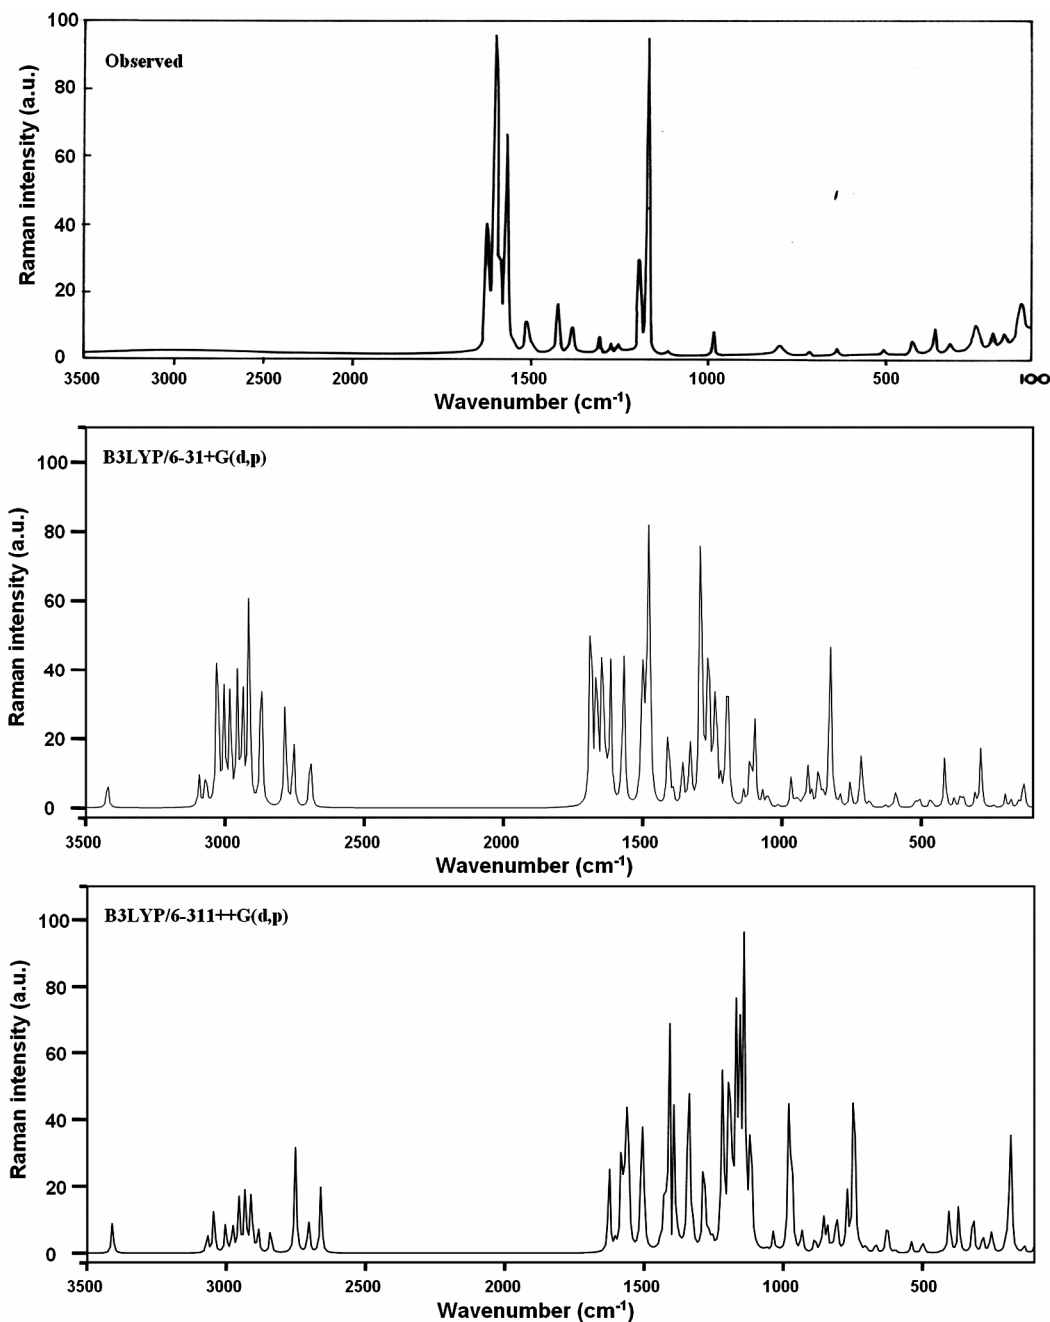 100
Observed
80
60
40
20
0
Raman intensity (a.u.)
3500 3000 2500 2000 1500 1000 500 100
Wavenumber (cm-1)
B3LYP/6-31+G(d,p)
100
80
60
40
20
0
Raman intensity (a.u.)
3500 3000 2500 2000 1500 1000 500
Wavenumber (cm-1)
B3LYP/6-311++G(d,p)
100
80
60
40
20
0
Raman intensity (a.u.)
3500 3000 2500 2000 1500 1000 500
Wavenumber (cm-1)